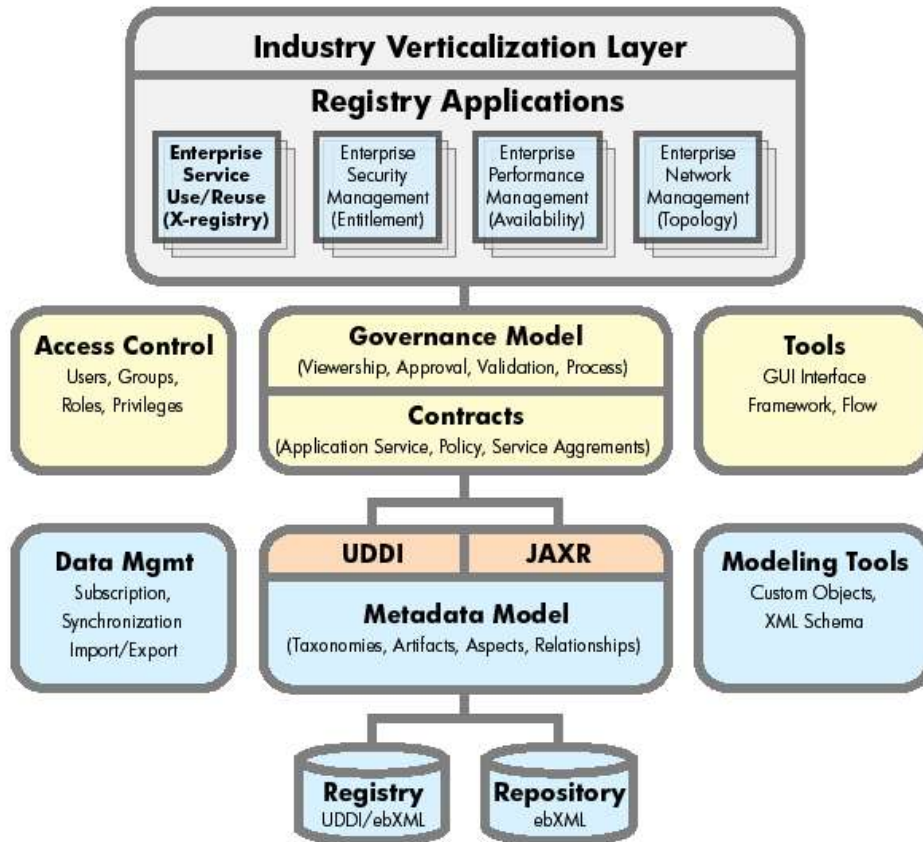 Industry Verticalization Layer
Registry Applications
Enterprise
Service
Use/Reuse
(X-registry)
Enterprise
Security
Management
(Entitlement)
Enterprise
Performance
Management
(Availability)
Enterprise
Network
Management
(Topology)
Access Control
Users, Groups,
Roles, Privileges
Governance Model
(Viewership, Approval, Validation, Process)
Contracts
(Application Service, Policy, Service Aggrements)
Tools
GUI Interface
Framework, Flow
Data Mgmt
Subscription,
Synchronization
Import/Export
UDDI
JAXR
Metadata Model
(Taxonomies, Artifacts, Aspects, Relationships)
Modeling Tools
Custom Objects,
XML Schema
Registry
UDDI/ebXML
Repository
ebXML